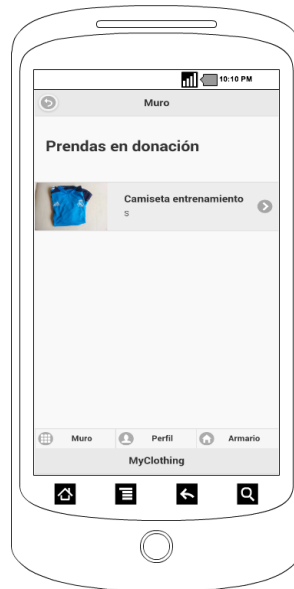 10:10 PM
Muro
Prendas en donación
Camiseta entrenamiento
S
Muro Perfil Armario
MyClothing